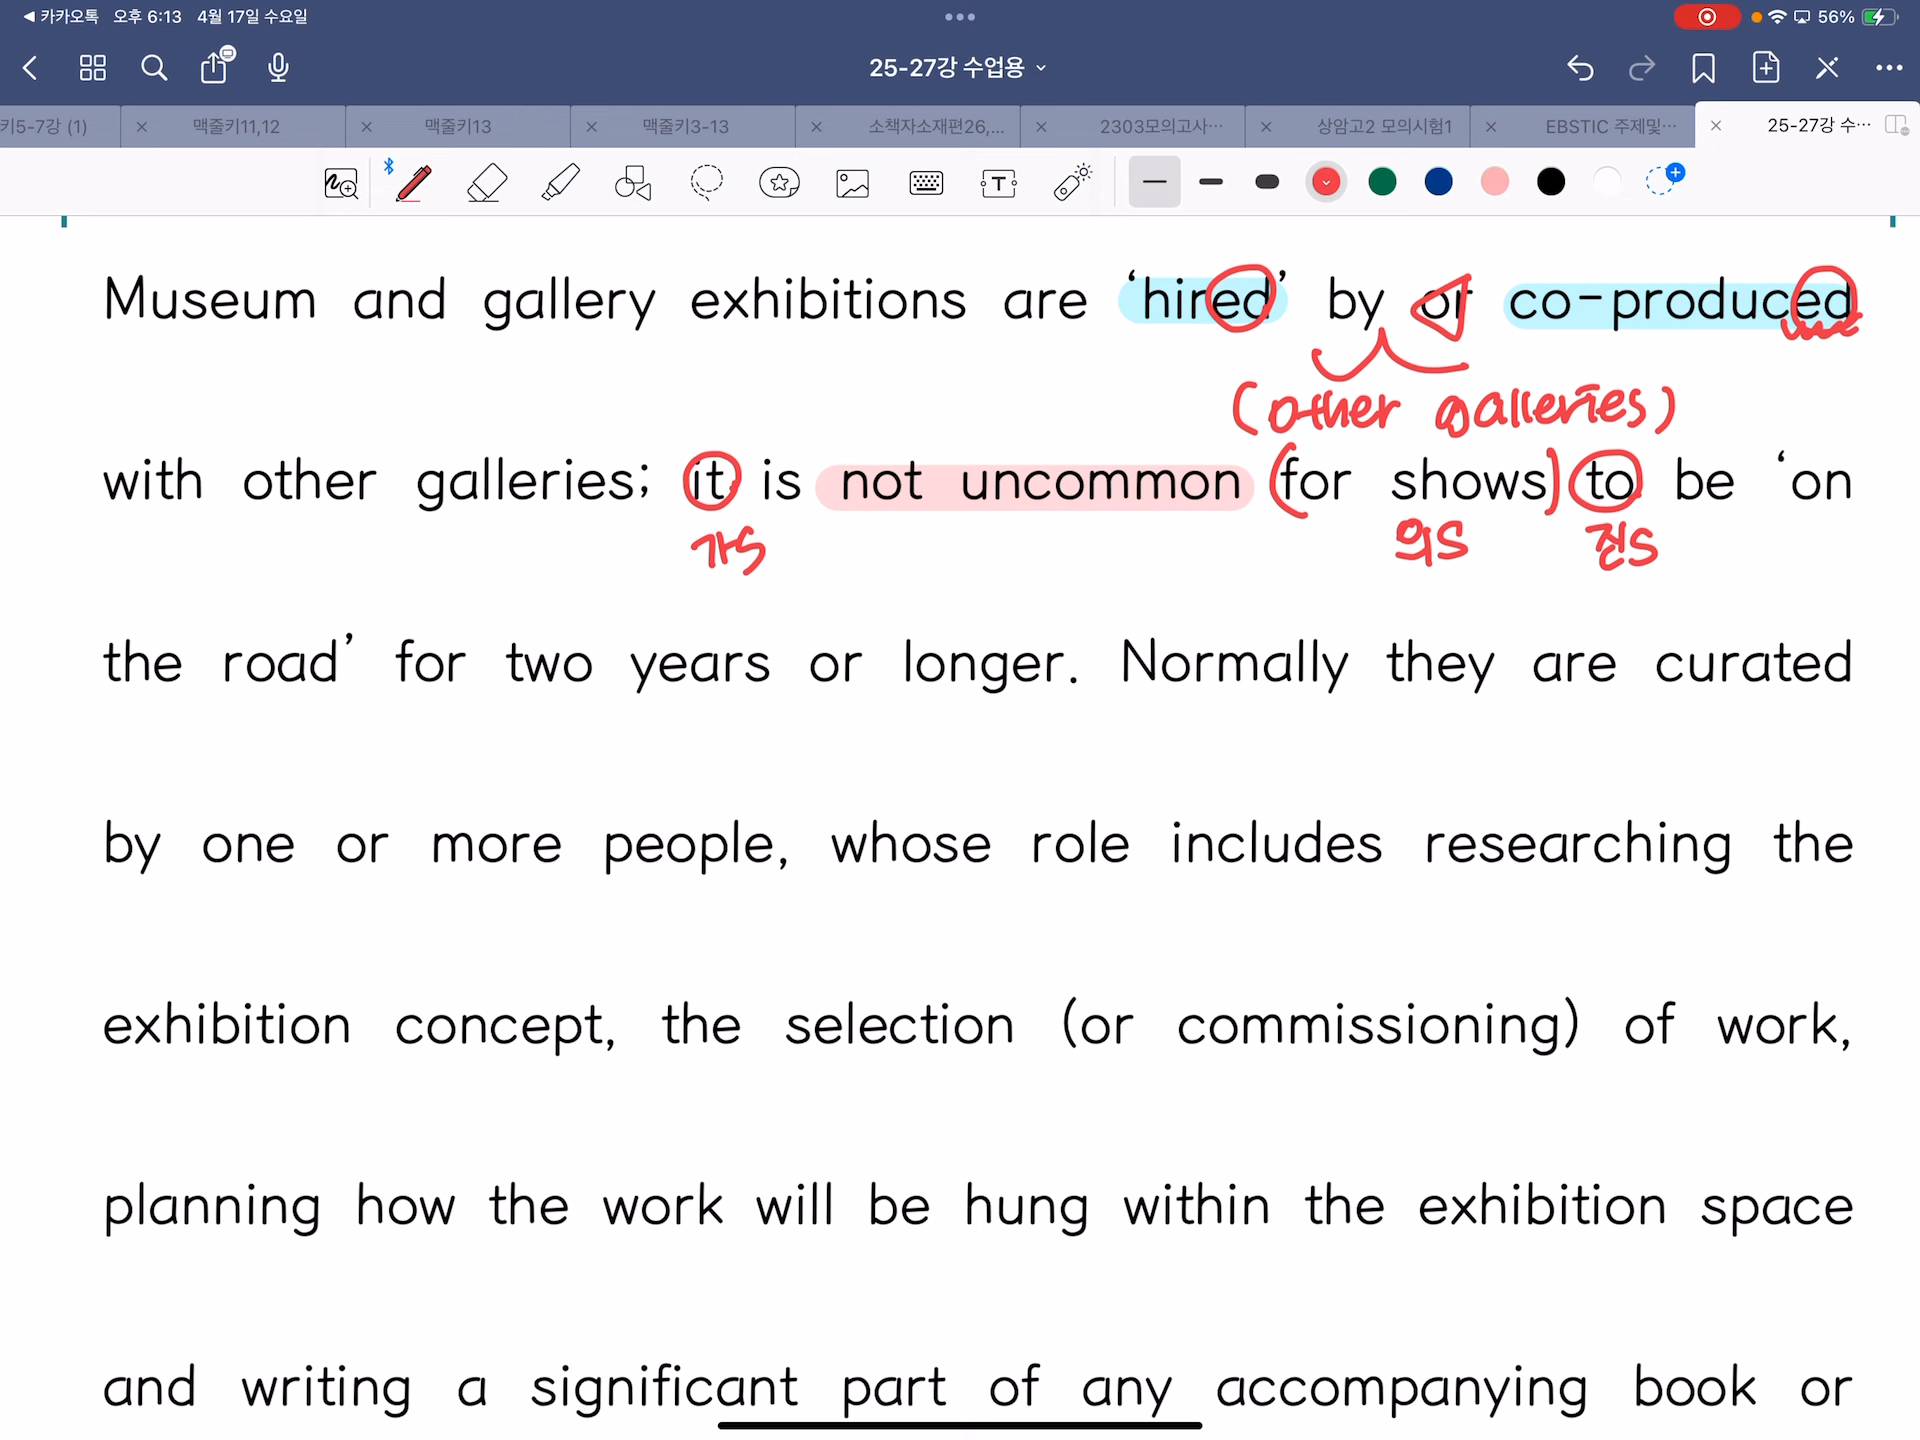 ◀ 카카오톡 오후 6:13 4월 17일 수요일 56%
25-27강 수업용
키5-7강 (1) 맥줄키11,12 맥줄키13 맥줄키3-13 소책자소재편26,... 2303모의고사… 상암고2 모의시험1 EBSTIC 주제및… 25-27강 수…
T
Museum and gallery exhibitions are ‘hired’ by or co-produced
(other galleries)
with other galleries; it is not uncommon (for shows) to be ‘on
가S 의S 진S
the road’ for two years or longer. Normally they are curated
by one or more people, whose role includes researching the
exhibition concept, the selection (or commissioning) of work,
planning how the work will be hung within the exhibition space
and writing a significant part of any accompanying book or